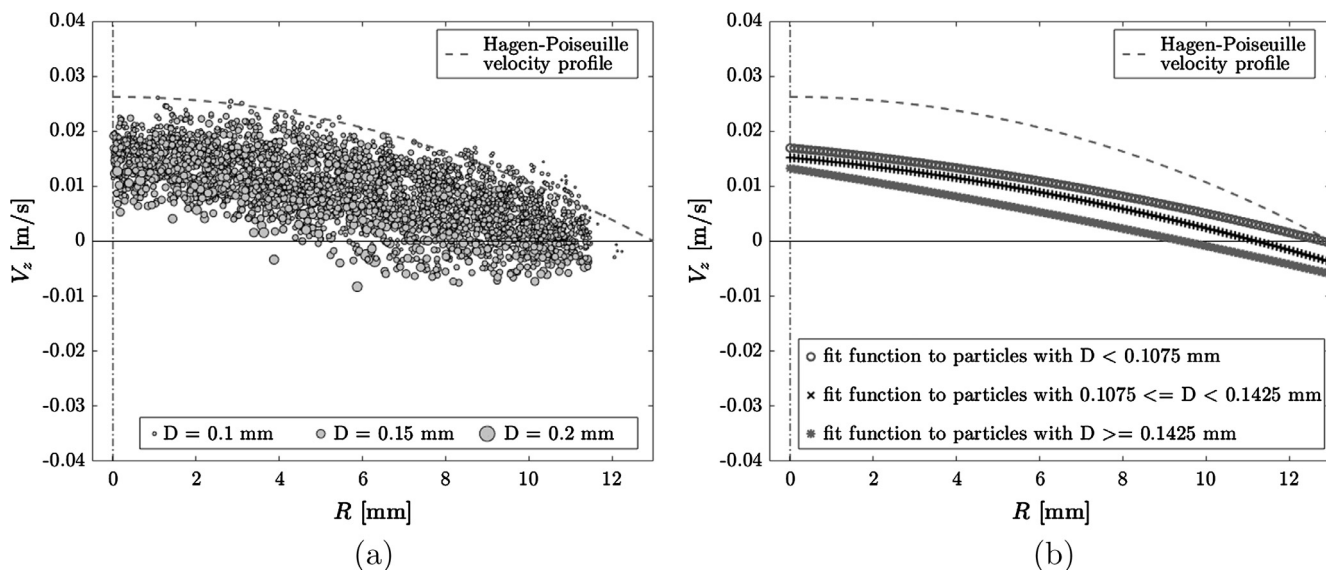 0.04
0.03
0.02
0.01
0
-0.01
-0.02
-0.03
-0.04
V_z [m/s]
Hagen-Poiseuille
velocity profile
D = 0.1 mm D = 0.15 mm D = 0.2 mm
0 2 4 6 8 10 12
R [mm]
(a)
0.04
0.03
0.02
0.01
0
-0.01
-0.02
-0.03
-0.04
V_z [m/s]
Hagen-Poiseuille
velocity profile
fit function to particles with D < 0.1075 mm
fit function to particles with 0.1075 <= D < 0.1425 mm
fit function to particles with D >= 0.1425 mm
0 2 4 6 8 10 12
R [mm]
(b)